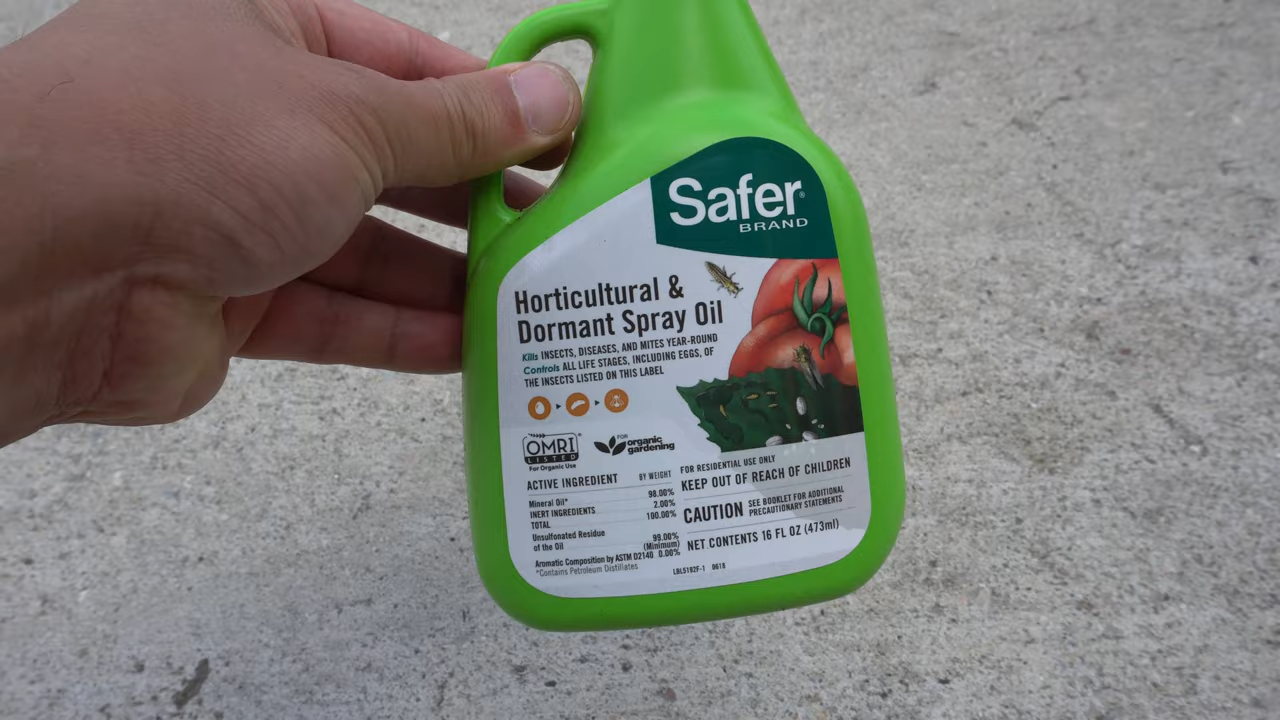 Safer®
BRAND
Horticultural &
Dormant Spray Oil
Kills INSECTS, DISEASES, AND MITES YEAR-ROUND
Controls ALL LIFE STAGES, INCLUDING EGGS, OF
THE INSECTS LISTED ON THIS LABEL
OMRI®
LISTED
For Organic Use
FOR
organic
gardening
ACTIVE INGREDIENT BY WEIGHT
Mineral Oil* 98.00%
INERT INGREDIENTS 2.00%
TOTAL 100.00%
Unsulfonated Residue 99.00%
of the Oil (Minimum)
Aromatic Composition by ASTM D2140 0.00%
*Contains Petroleum Distillates
FOR RESIDENTIAL USE ONLY
KEEP OUT OF REACH OF CHILDREN
CAUTION SEE BOOKLET FOR ADDITIONAL
PRECAUTIONARY STATEMENTS
NET CONTENTS 16 FL OZ (473ml)
LBL5192F-1 0618